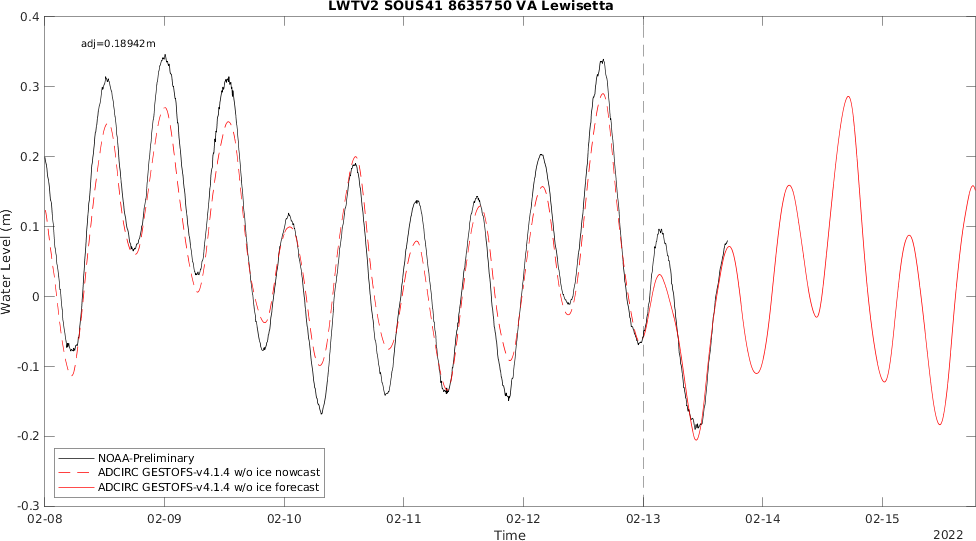 LWTV2 SOUS41 8635750 VA Lewisetta
adj=0.18942m
0.4
0.3
0.2
0.1
0
-0.1
-0.2
-0.3
Water Level (m)
NOAA-Preliminary
ADCIRC GESTOFS-v4.1.4 w/o ice nowcast
ADCIRC GESTOFS-v4.1.4 w/o ice forecast
02-08 02-09 02-10 02-11 02-12 02-13 02-14 02-15
Time
2022